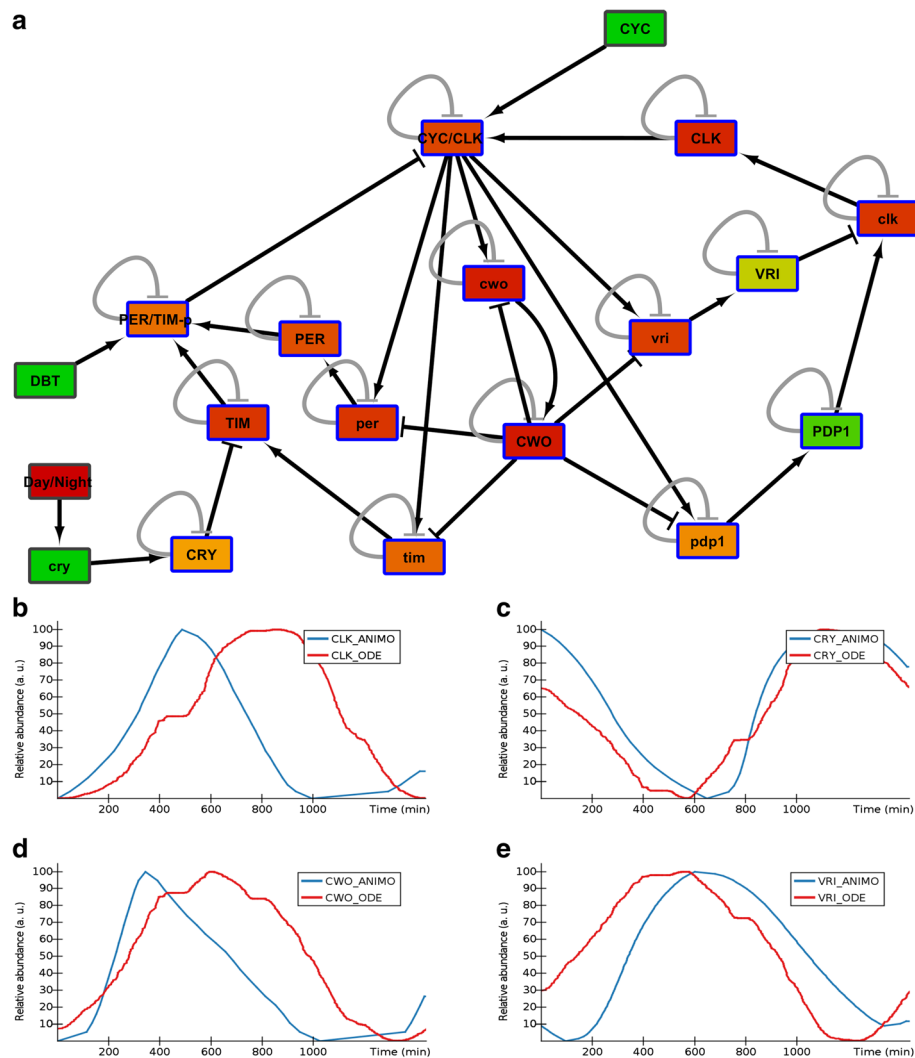 a
CYC
CYC/CLK
CLK
clk
cwo
VRI
PER/TIM-p
PER
vri
DBT
TIM
per
CWO
PDP1
Day/Night
cry
CRY
tim
pdp1
b
Relative abundance (a. u.)
100
90
80
70
60
50
40
30
20
10
200
400
600
800
1000
Time (min)
CLK_ANIMO
CLK_ODE
c
Relative abundance (a. u.)
100
90
80
70
60
50
40
30
20
10
200
400
600
800
1000
Time (min)
CRY_ANIMO
CRY_ODE
d
Relative abundance (a. u.)
100
90
80
70
60
50
40
30
20
10
200
400
600
800
1000
Time (min)
CWO_ANIMO
CWO_ODE
e
Relative abundance (a. u.)
100
90
80
70
60
50
40
30
20
10
200
400
600
800
1000
Time (min)
VRI_ANIMO
VRI_ODE